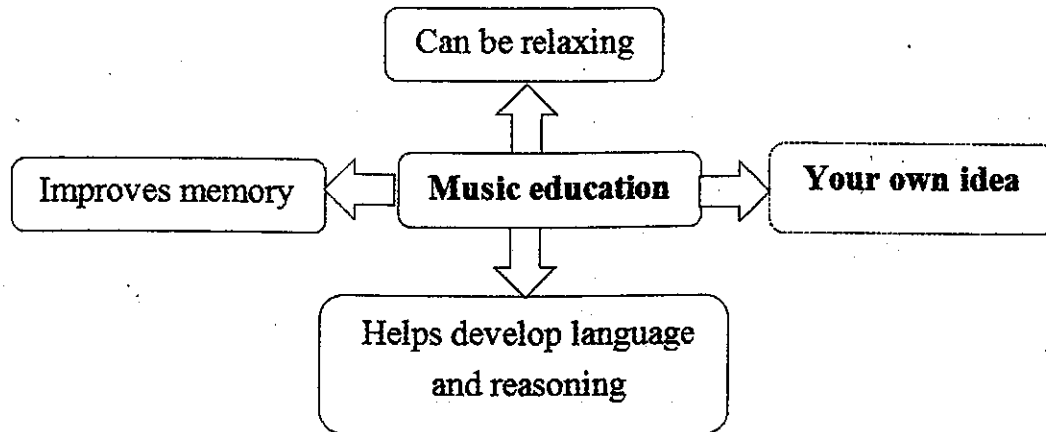 Can be relaxing
Improves memory
Music education
Your own idea
Helps develop language
and reasoning